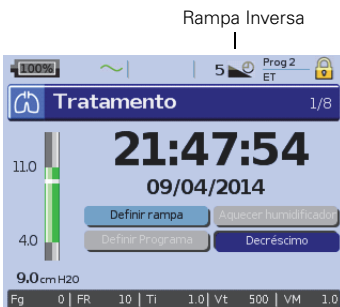 Rampa Inversa
100% 5 Prog 2
ET
Tratamento 1/8
11.0
21:47:54
09/04/2014
Definir rampa Aquecer humidificador
4.0 Definir Programa Decréscimo
9.0 cm H20
Fg 0 | FR 10 | Ti 1.0 | Vt 500 | VM 1.0